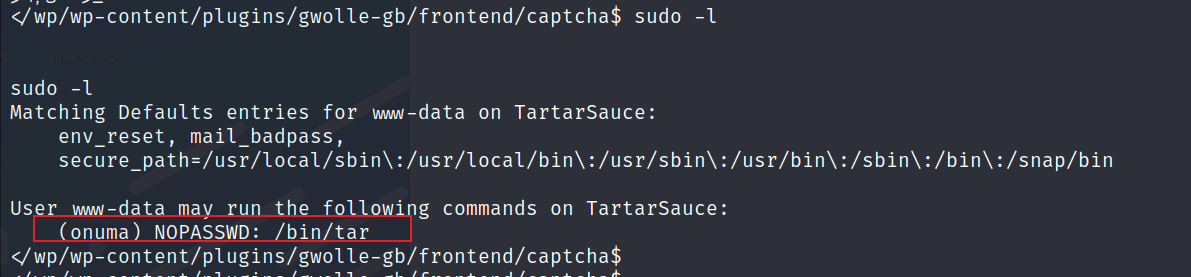 </wp/wp-content/plugins/gwolle-gb/frontend/captcha$ sudo -l
sudo -l
Matching Defaults entries for www-data on TartarSauce:
env_reset, mail_badpass,
secure_path=/usr/local/sbin\:/usr/local/bin\:/usr/sbin\:/usr/bin\:/sbin\:/bin\:/snap/bin
User www-data may run the following commands on TartarSauce:
(onuma) NOPASSWD: /bin/tar
</wp/wp-content/plugins/gwolle-gb/frontend/captcha$
</wp/wp-content/plugins/gwolle-gb/frontend/captcha$